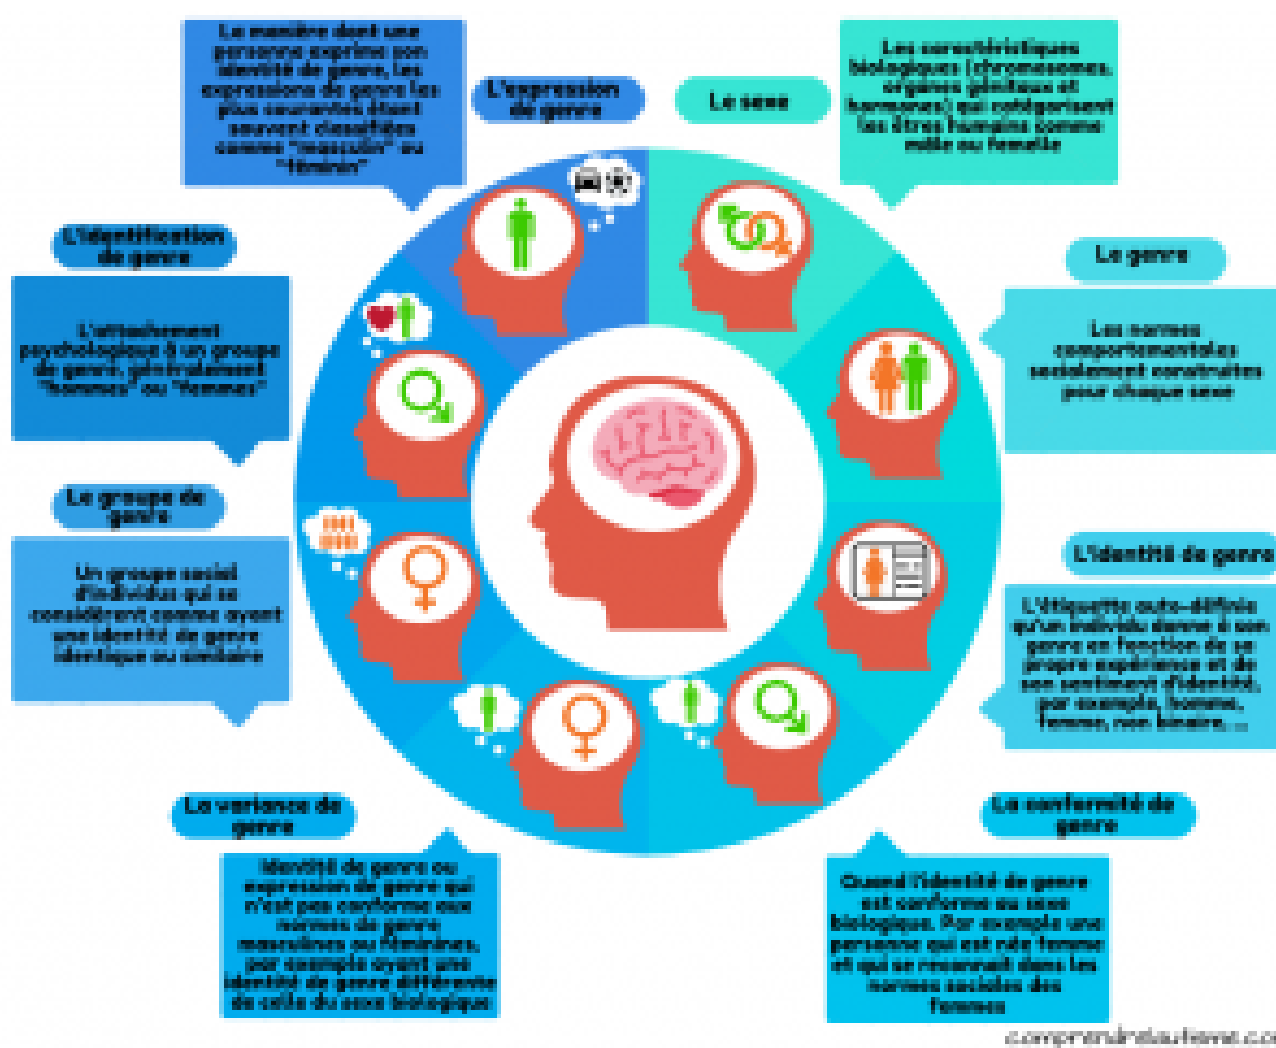 La manière dont une
personne exprime son
identité de genre, les
expressions de genre les
plus courantes étant
souvent classifiées
comme "masculin" ou
"féminin"
L'expression
de genre
Le sexe
Les caractéristiques
biologiques (chromosomes,
organes génitaux et
hormones) qui catégorisent
les êtres humains comme
mâle ou femelle
L'identification
de genre
L'attachement
psychologique à un groupe
de genre, généralement
"hommes" ou "femmes"
Le genre
Les normes
comportementales
socialement construites
pour chaque sexe
Le groupe de
genre
Un groupe social
d'individus qui se
considèrent comme ayant
une identité de genre
identique ou similaire
L'identité de genre
L'étiquette auto-définie
qu'un individu donne à son
genre en fonction de sa
propre expérience et de
son sentiment d'identité,
par exemple, homme,
femme, non binaire, ...
La variance de
genre
Identité de genre ou
expression de genre qui
n'est pas conforme aux
normes de genre
masculines ou féminines,
par exemple ayant une
identité de genre différente
de celle du sexe biologique
La conformité de
genre
Quand l'identité de genre
est conforme au sexe
biologique. Par exemple une
personne qui est née femme
et qui se reconnait dans les
normes sociales des
femmes
comprendrelautisme.co